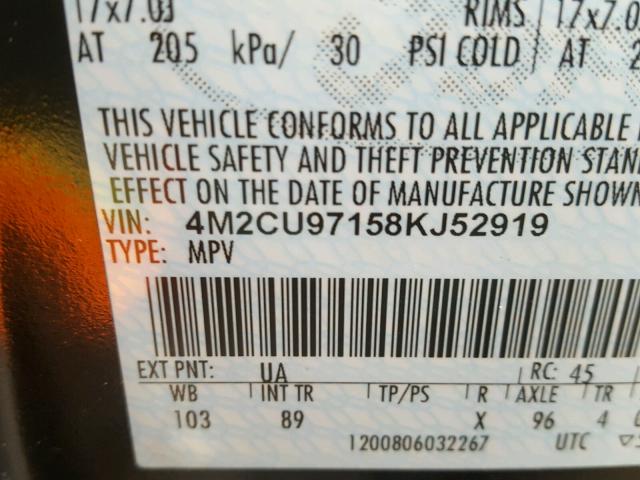 17x7.0J RIMS 17x7.0
AT 205 kPa/ 30 PSI COLD AT 2
THIS VEHICLE CONFORMS TO ALL APPLICABLE
VEHICLE SAFETY AND THEFT PREVENTION STAN
EFFECT ON THE DATE OF MANUFACTURE SHOWN
VIN: 4M2CU97158KJ52919
TYPE: MPV
EXT PNT: UA RC: 45
WB INT TR TP/PS R AXLE TR
103 89 X 96 4
1200806032267 UTC